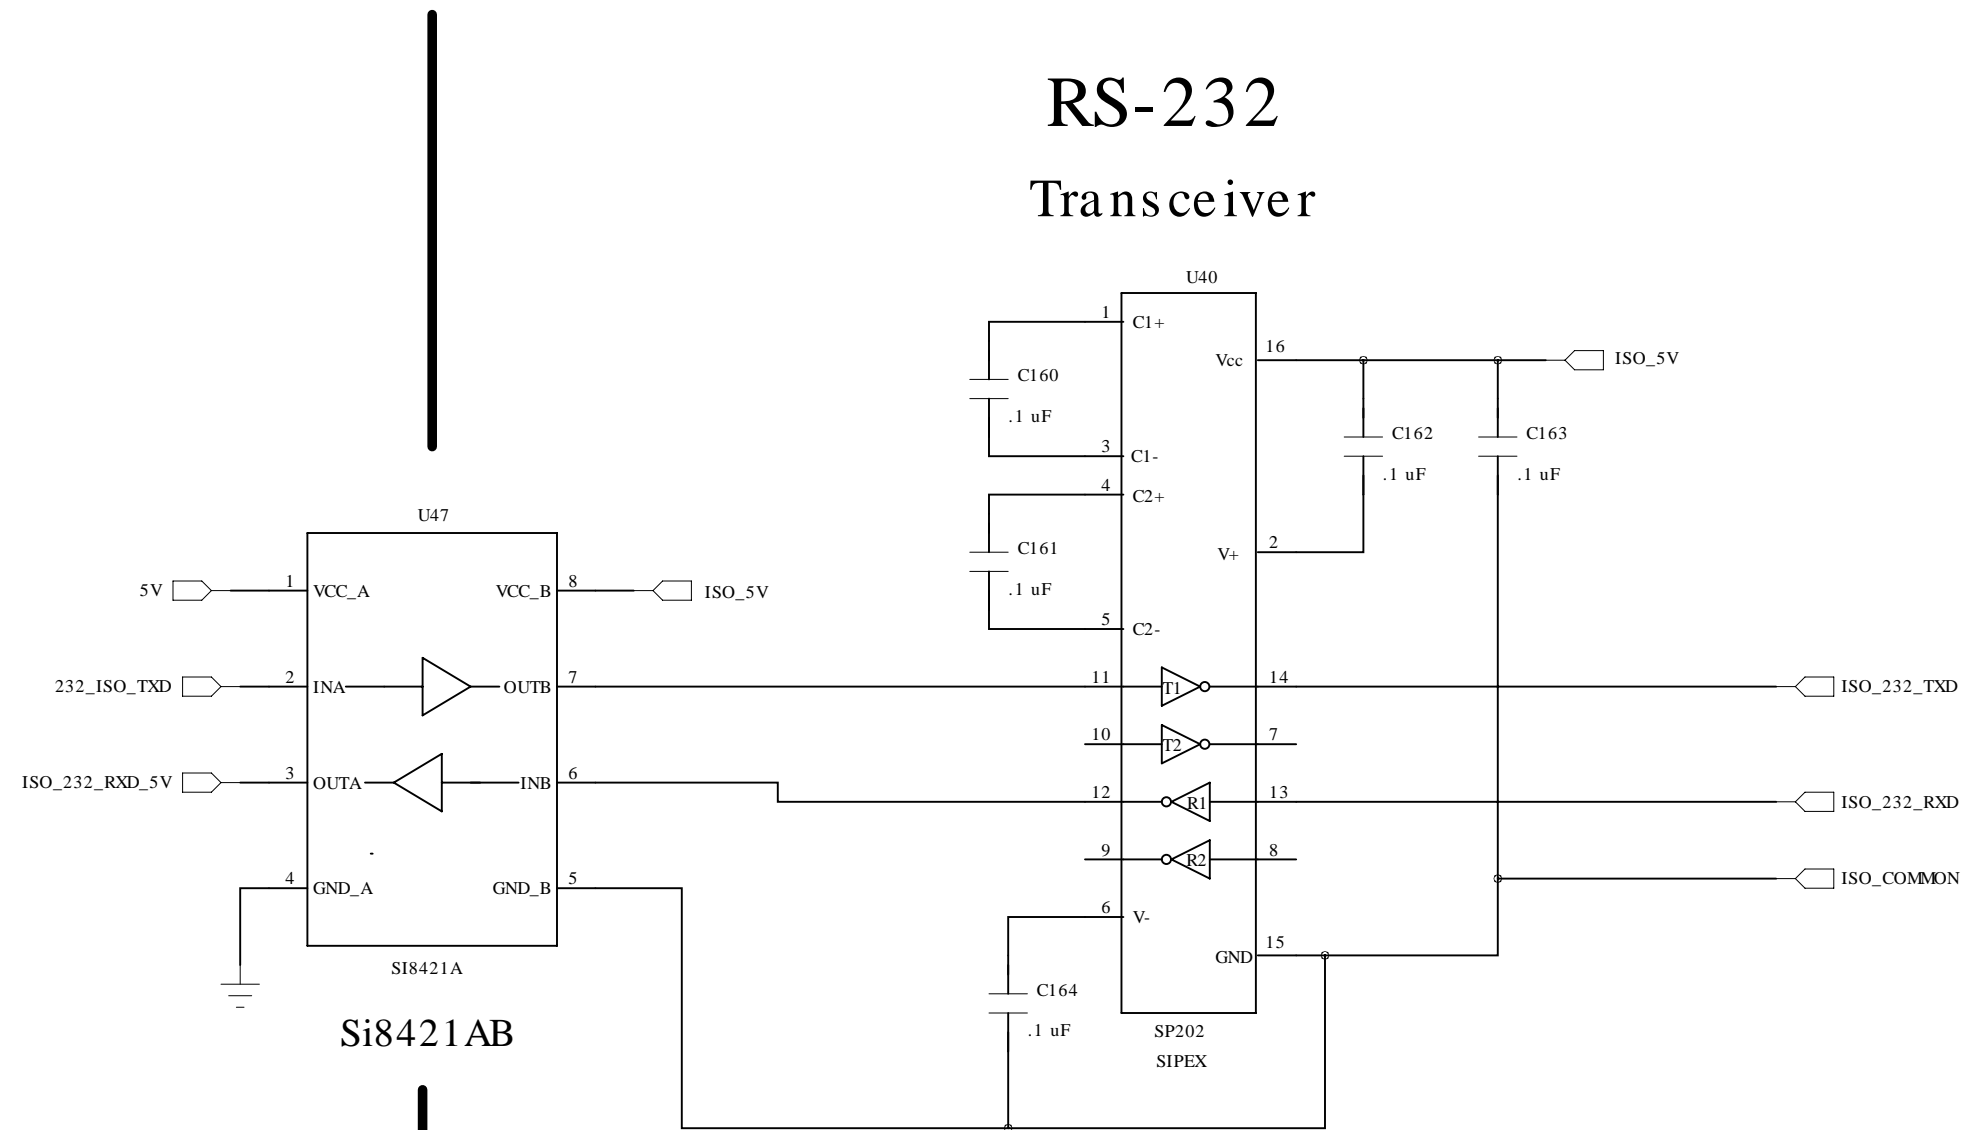 RS-232
Transceiver
U40
1
C1+
16
Vcc
ISO_5V
C160
.1 uF
C162
.1 uF
C163
.1 uF
3
C1-
4
C2+
U47
C161
.1 uF
2
V+
5V
1
VCC_A
VCC_B
8
ISO_5V
5
C2-
232_ISO_TXD
2
INA
OUTB
7
11
T1
14
ISO_232_TXD
10
T2
7
ISO_232_RXD_5V
3
OUTA
INB
6
12
R1
13
ISO_232_RXD
9
R2
8
4
GND_A
GND_B
5
ISO_COMMON
6
V-
15
GND
SI8421A
C164
.1 uF
Si8421AB
SP202
SIPEX